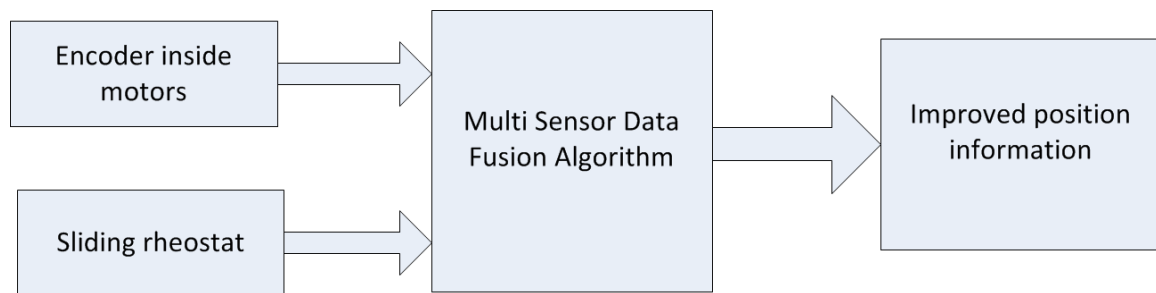 Encoder inside
motors
Sliding rheostat
Multi Sensor Data
Fusion Algorithm
Improved position
information